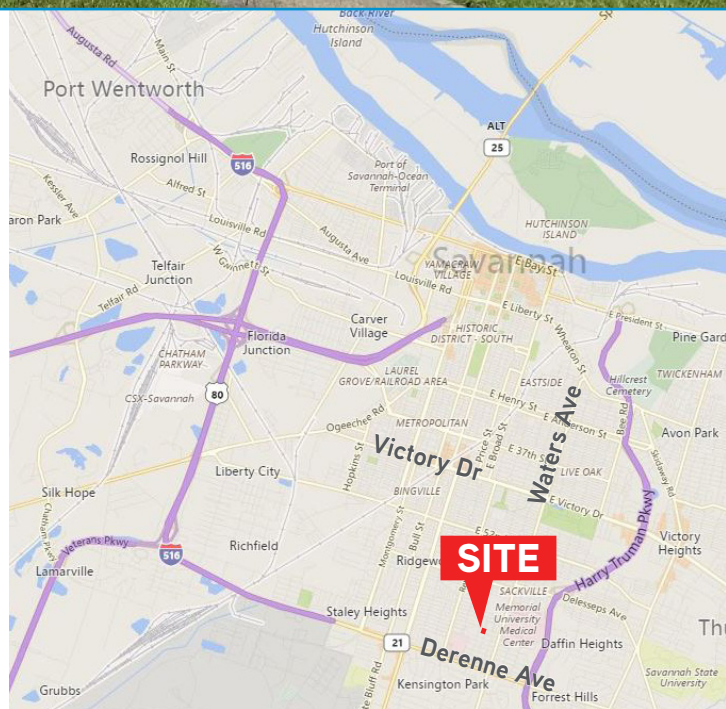 Back River
Hutchinson
Island
Augusta Rd
Main St
Port Wentworth
ALT
25
Rossignol Hill
516
Port of
Savannah-Ocean
Terminal
Kessler Ave
Alfred St
HUTCHINSON
ISLAND
aron Park
Louisville Rd
Augusta Ave
Savannah
YAMACRAW
VILLAGE
E Bay St
Telfair
Junction
W Gwinnett St
Louisville Rd
Telfair Rd
E Liberty St
E President St
Carver
Village
Florida
Junction
HISTORIC
DISTRICT - SOUTH
Wheaton St
Pine Gard
CHATHAM
PARKWAY
LAUREL
GROVE/RAILROAD AREA
EASTSIDE
Hillcrest
Cemetery
TWICKENHAM
80
CSX-Savannah
E Henry St
E Anderson St
Bee Rd
Ogeechee Rd
METROPOLITAN
Price St
E Broad St
Waters Ave
Avon Park
Victory Dr
E 37th St
Skidaway Rd
Hopkins St
LIVE OAK
Liberty City
BINGVILLE
E Victory Dr
Silk Hope
Chatham Pkwy
Montgomery St
Bull St
E 52
Harry Truman Pkwy
Victory
Heights
Veterans Pkwy
516
Richfield
Ridgew
SITE
Lamarville
SACKVILLE
Delesseps Ave
Staley Heights
Memorial
University
Medical
Center
Thu
21
Daffin Heights
Derenne Ave
Savannah State
University
Grubbs
Kensington Park
Forrest Hills